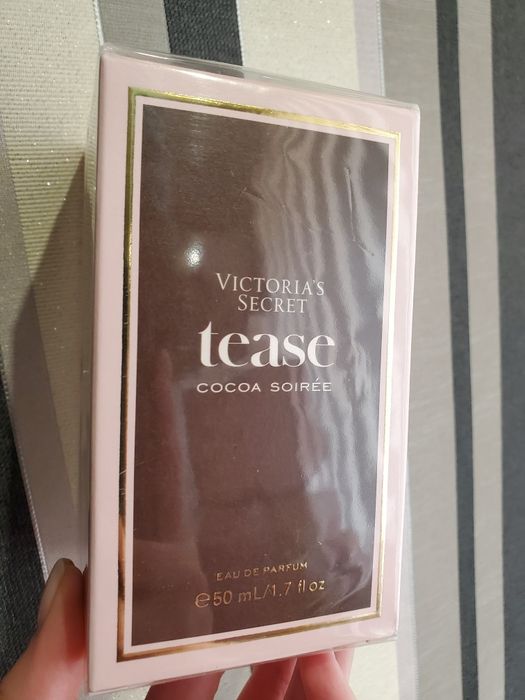 VICTORIA'S
SECRET
tease
COCOA SOIRÉE
EAU DE PARFUM
℮50 mL/1.7 fl oz